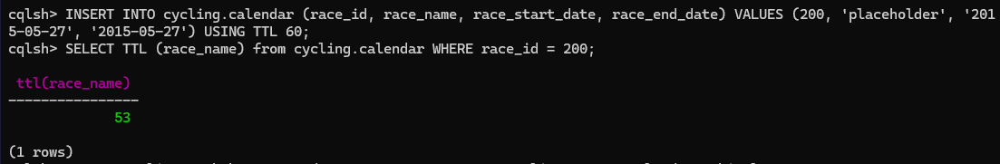 cqlsh> INSERT INTO cycling.calendar (race_id, race_name, race_start_date, race_end_date) VALUES (200, 'placeholder', '201
5-05-27', '2015-05-27') USING TTL 60;
cqlsh> SELECT TTL (race_name) from cycling.calendar WHERE race_id = 200;
ttl(race_name)
----------------
53
(1 rows)